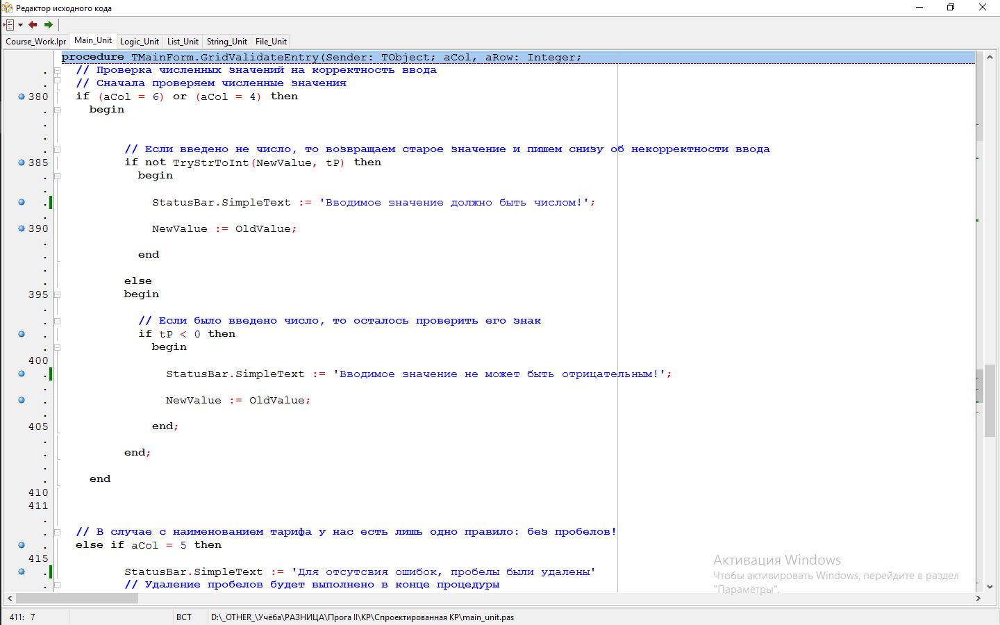 Редактор исходного кода
Course_Work.lpr Main_Unit Logic_Unit List_Unit String_Unit File_Unit
procedure TMainForm.GridValidateEntry(Sender: TObject; aCol, aRow: Integer;
// Проверка численных значений на корректность ввода
// Сначала проверяем численные значения
380 if (aCol = 6) or (aCol = 4) then
begin
// Если введено не число, то возвращаем старое значение и пишем снизу об некорректности ввода
385 if not TryStrToInt(NewValue, tP) then
begin
StatusBar.SimpleText := 'Вводимое значение должно быть числом!';
390 NewValue := OldValue;
end
else
395 begin
// Если было введено число, то осталось проверить его знак
if tP < 0 then
begin
400
StatusBar.SimpleText := 'Вводимое значение не может быть отрицательным!';
NewValue := OldValue;
405 end;
end;
end
410
411
// В случае с наименованием тарифа у нас есть лишь одно правило: без пробелов!
else if aCol = 5 then
415
StatusBar.SimpleText := 'Для отсутсвия ошибок, пробелы были удалены'
// Удаление пробелов будет выполнено в конце процедуры
Активация Windows
Чтобы активировать Windows, перейдите в раздел
"Параметры".
411: 7 ВСТ D:\_OTHER_\Учёба\РАЗНИЦА\Прога II\КР\Спроектированная КР\main_unit.pas